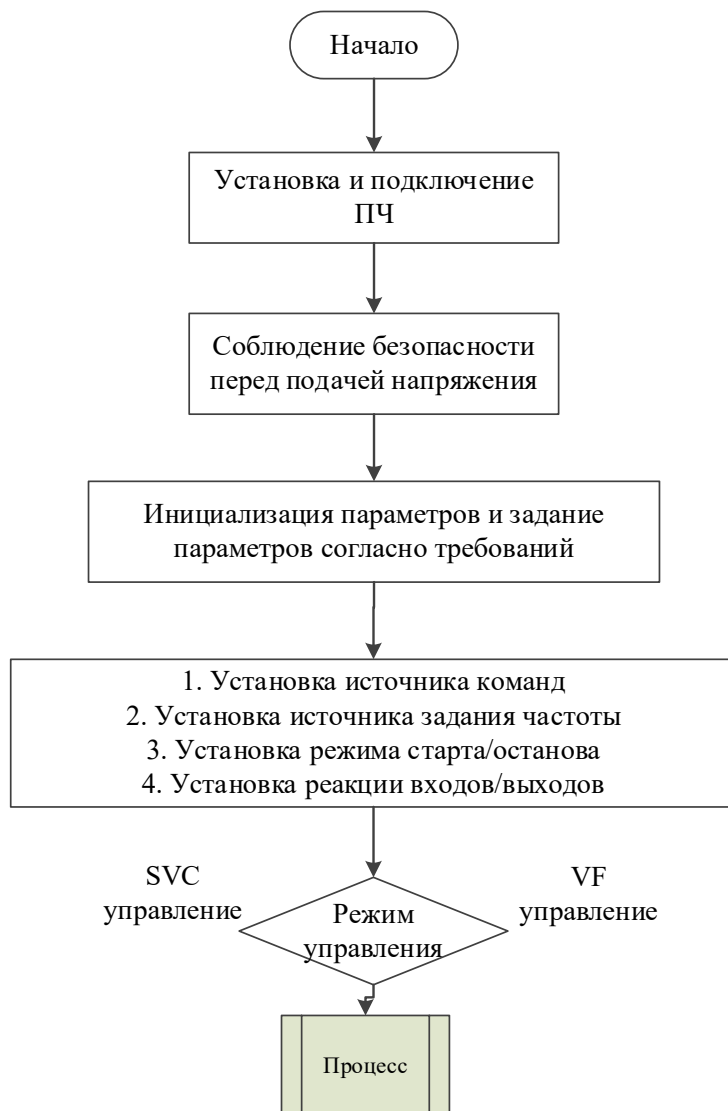 Начало
Установка и подключение
ПЧ
Соблюдение безопасности
перед подачей напряжения
Инициализация параметров и задание
параметров согласно требований
1. Установка источника команд
2. Установка источника задания частоты
3. Установка режима старта/останова
4. Установка реакции входов/выходов
SVC
управление
Режим
управления
VF
управление
Процесс